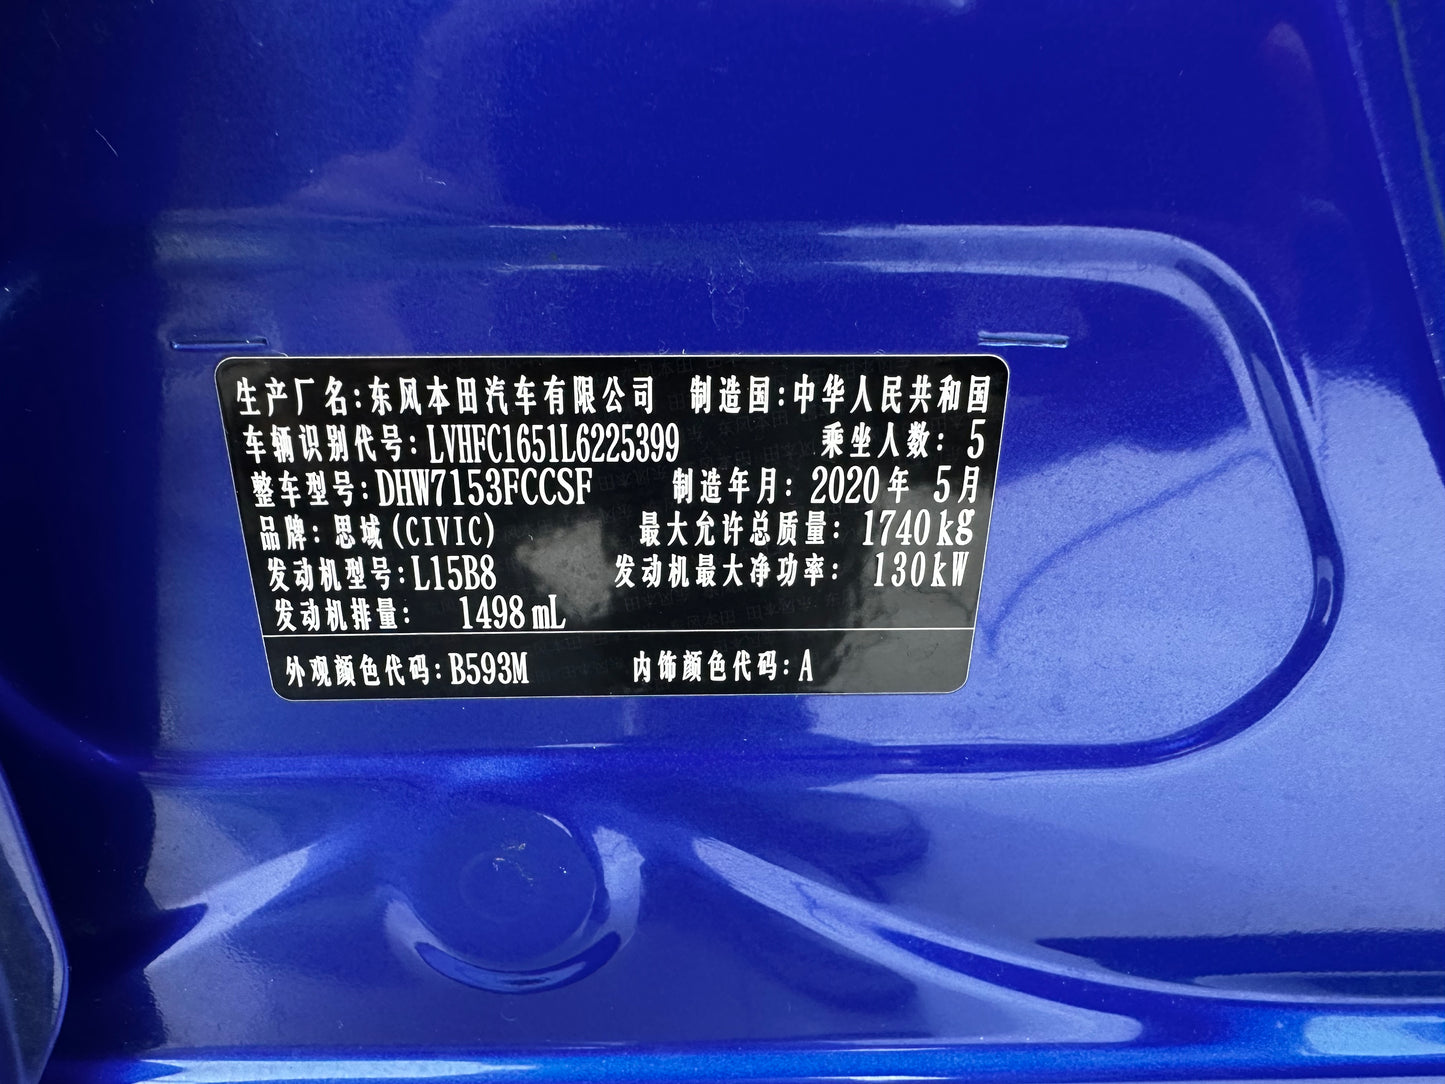 生产厂名:东风本田汽车有限公司 制造国:中华人民共和国
车辆识别代号:LVHFC1651L6225399 乘坐人数: 5
整车型号:DHW7153FCCSF 制造年月: 2020年 5月
品牌: 思域(CIVIC) 最大允许总质量: 1740kg
发动机型号:L15B8 发动机最大净功率: 130kW
发动机排量: 1498mL
外观颜色代码:B593M 内饰颜色代码:A